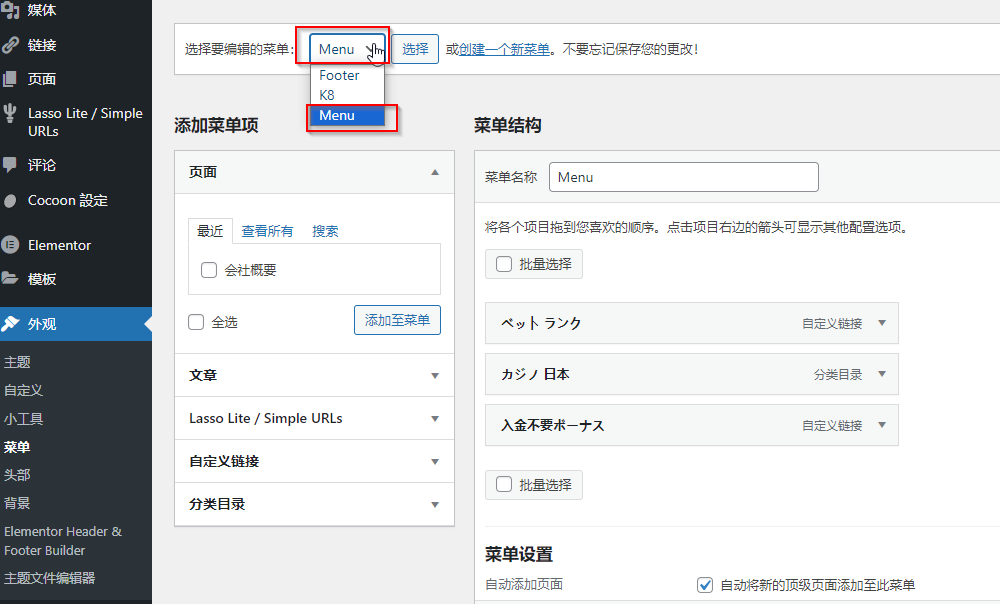 媒体
链接
页面
Lasso Lite / Simple
URLs
评论
Cocoon 設定
Elementor
模板
外观
主题
自定义
小工具
菜单
头部
背景
Elementor Header &
Footer Builder
主题文件编辑器
选择要编辑的菜单: Menu 选择 或创建一个新菜单。不要忘记保存您的更改!
Footer
K8
Menu
添加菜单项
页面
最近 查看所有 搜索
会社概要
全选 添加至菜单
文章
Lasso Lite / Simple URLs
自定义链接
分类目录
菜单结构
菜单名称 Menu
将各个项目拖到您喜欢的顺序。点击项目右边的箭头可显示其他配置选项。
批量选择
ベット ランク 自定义链接
カジノ 日本 分类目录
入金不要ボーナス 自定义链接
批量选择
菜单设置
自动添加页面 自动将新的顶级页面添加至此菜单